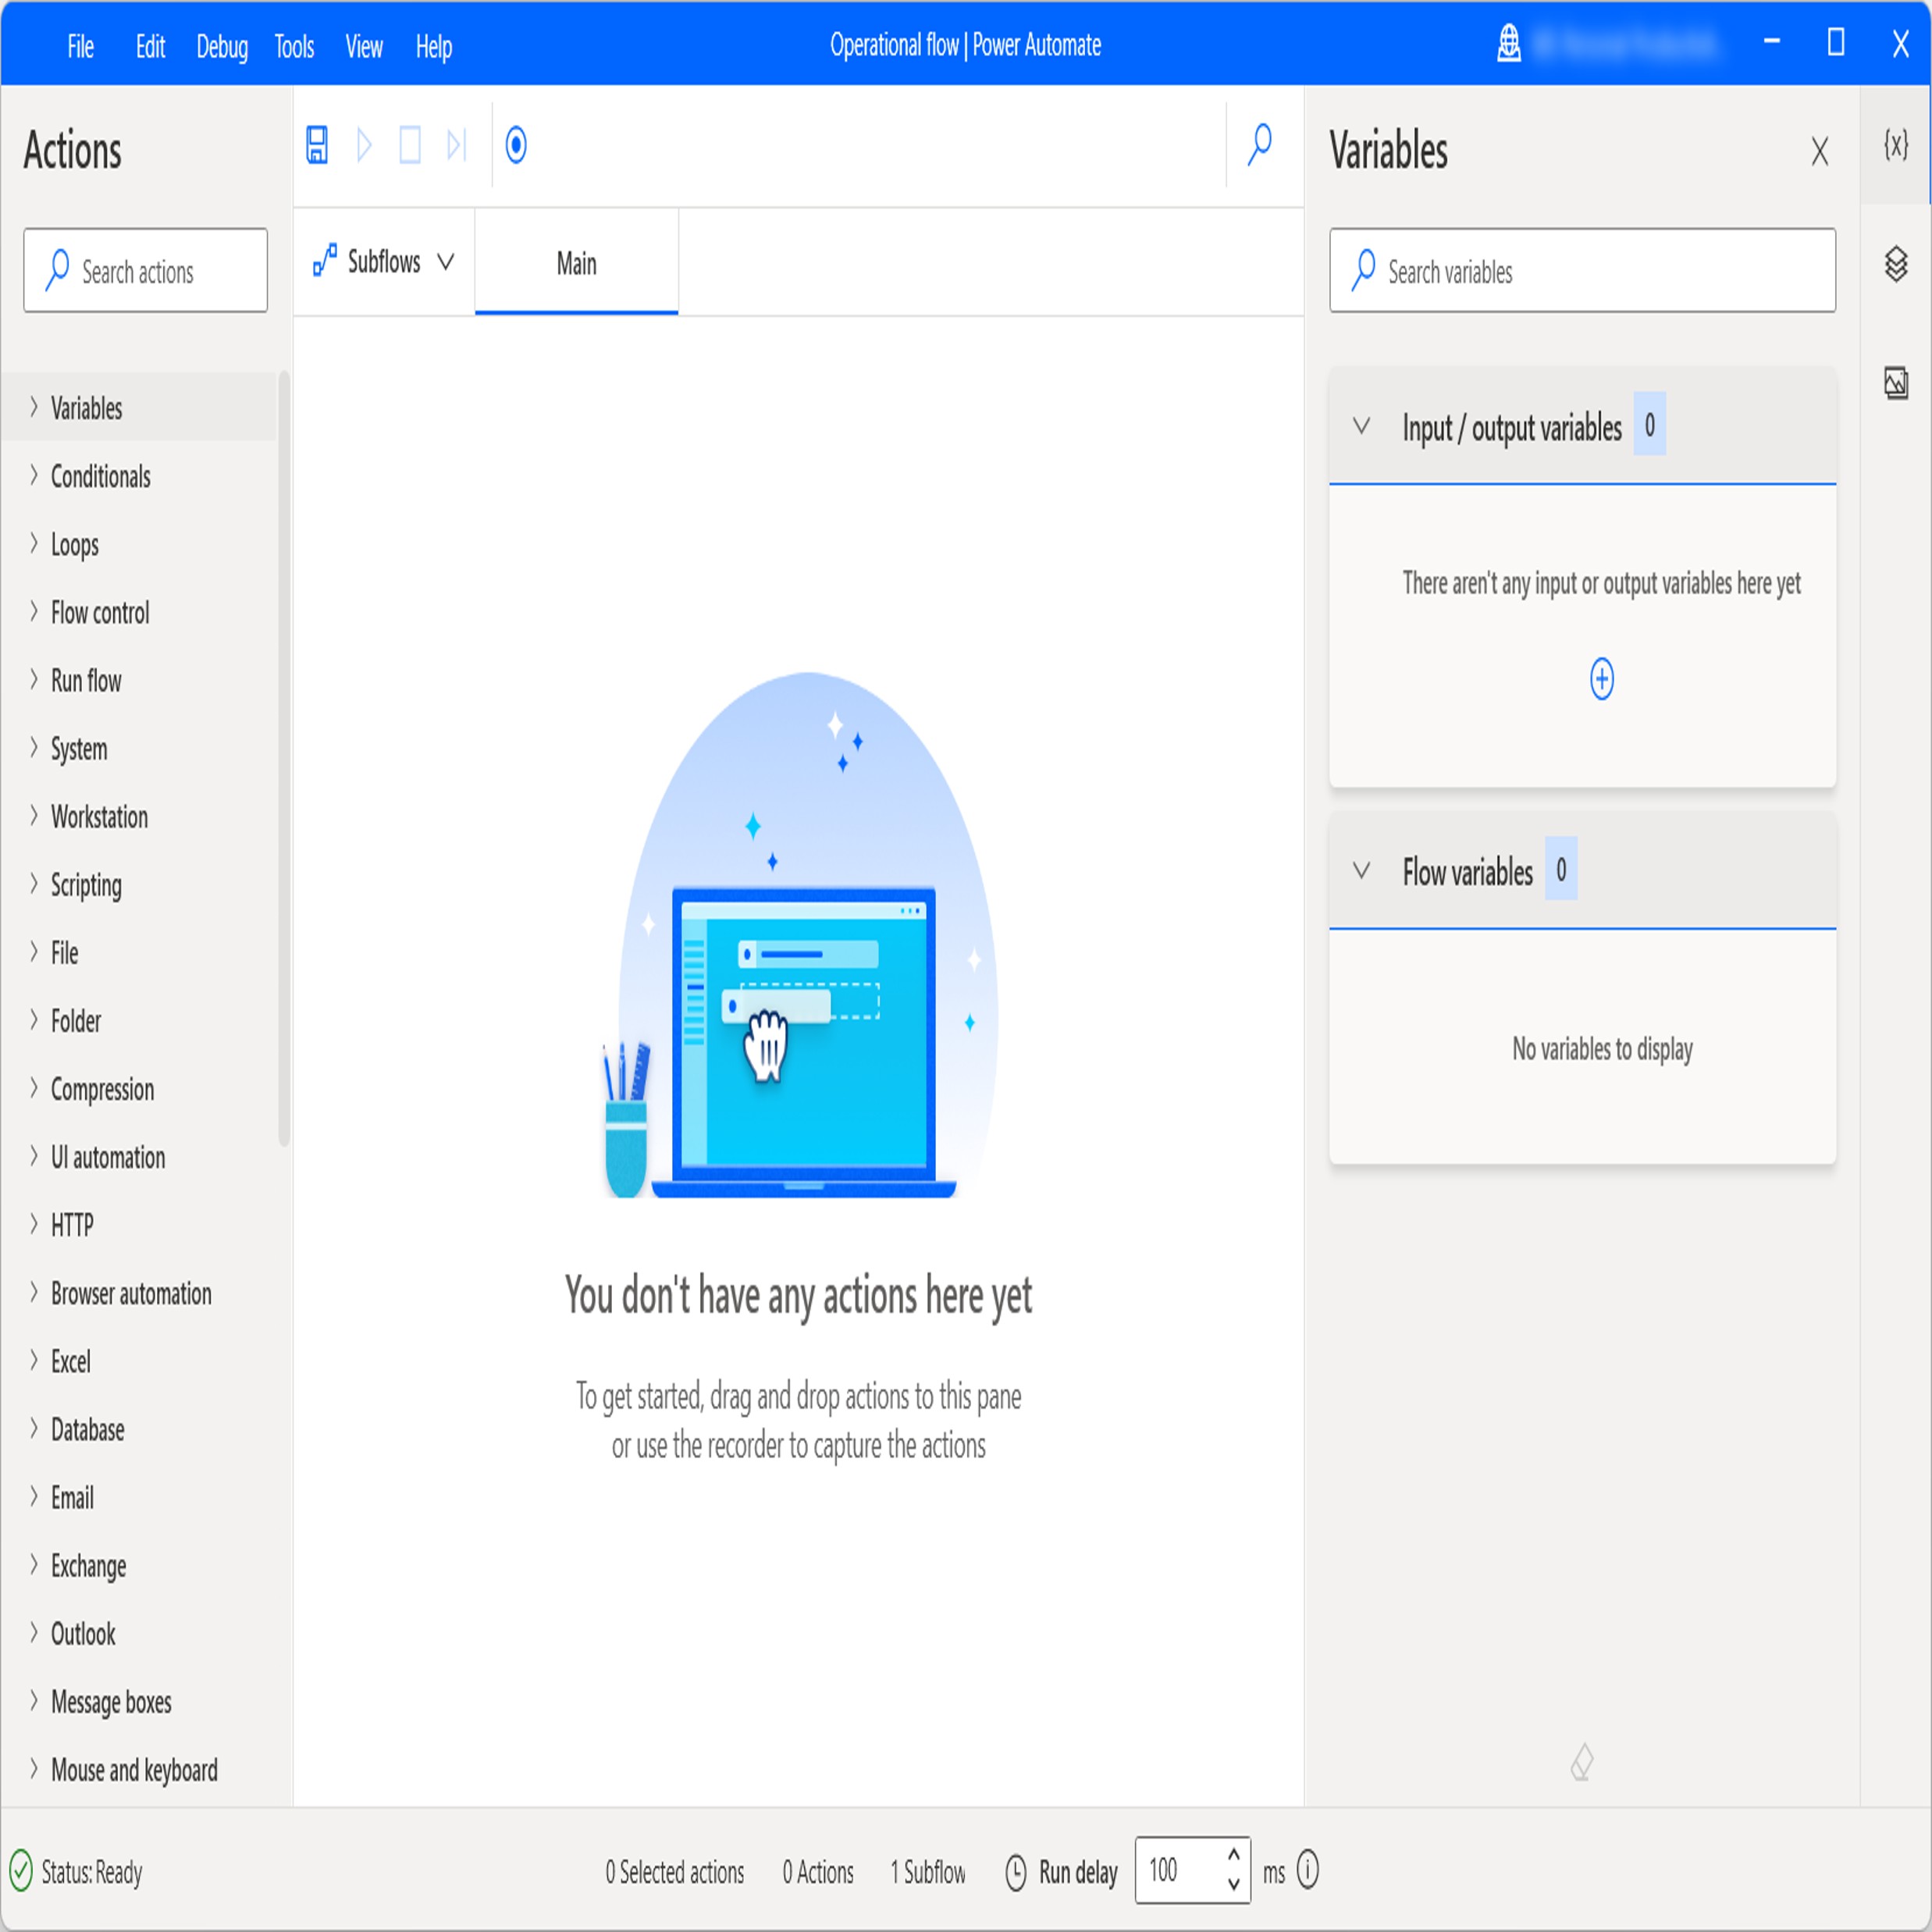 File Edit Debug Tools View Help
Operational flow | Power Automate
Actions
Search actions
Variables
Conditionals
Loops
Flow control
Run flow
System
Workstation
Scripting
File
Folder
Compression
UI automation
HTTP
Browser automation
Excel
Database
Email
Exchange
Outlook
Message boxes
Mouse and keyboard
Subflows
Main
You don't have any actions here yet
To get started, drag and drop actions to this pane
or use the recorder to capture the actions
Variables
{x}
Search variables
Input / output variables 0
There aren't any input or output variables here yet
Flow variables 0
No variables to display
Status: Ready
0 Selected actions
0 Actions
1 Subflow
Run delay
100
ms